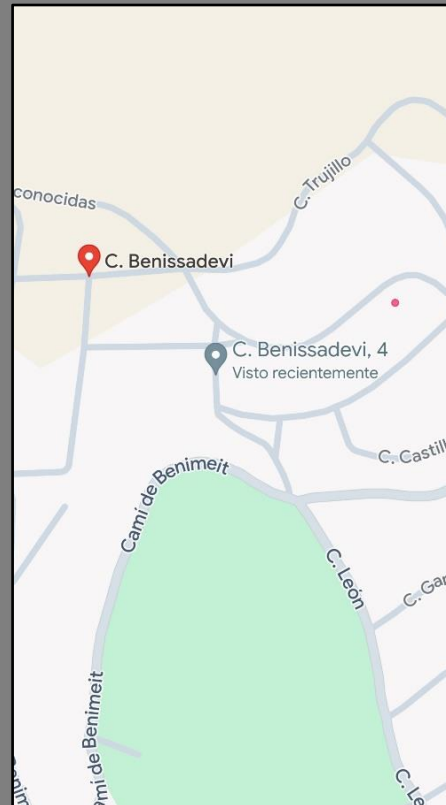 C. Trujillo
conocidas
C. Benissadevi
C. Benissadevi, 4
Visto recientemente
C. Castill
Camí de Benimeit
C. León
C. Gar
mí de Benimeit
C. Le